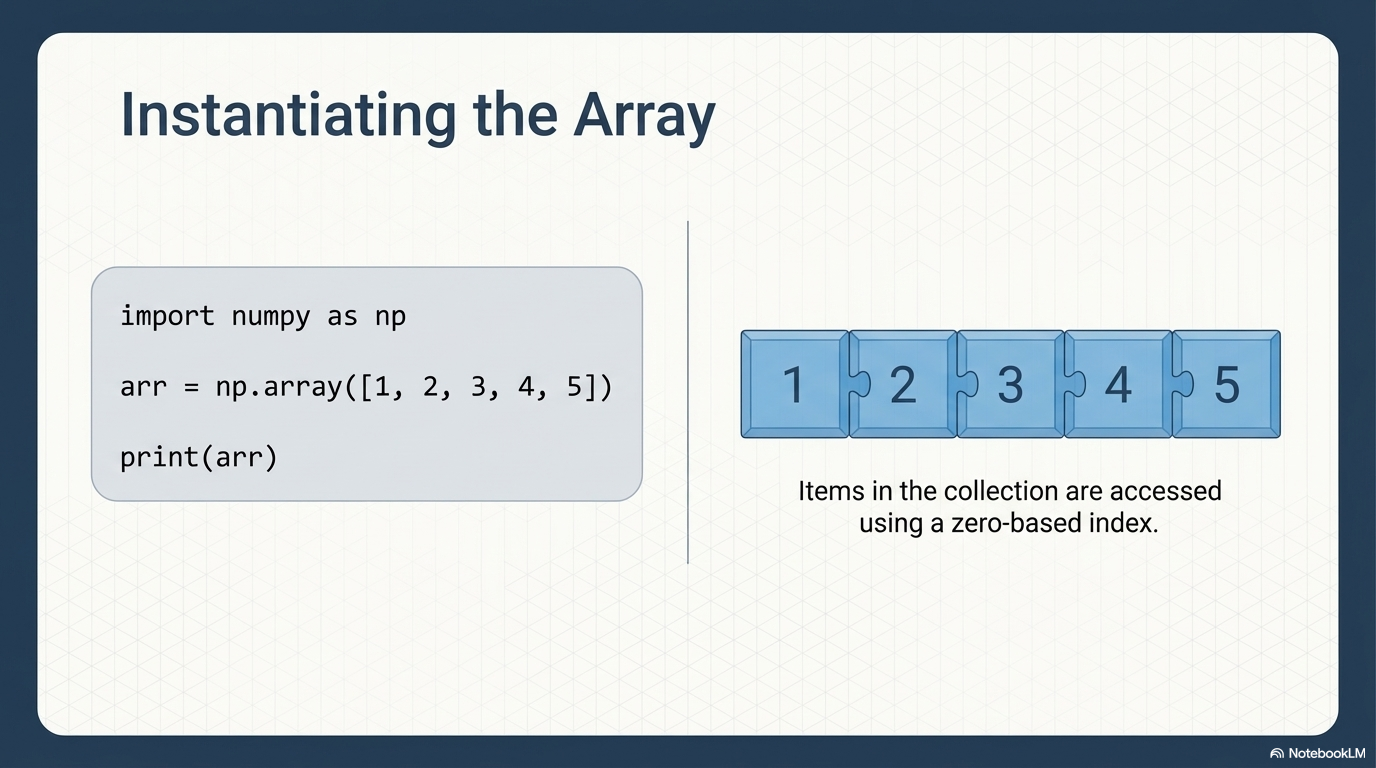 Instantiating the Array
import numpy as np
arr = np.array([1, 2, 3, 4, 5])
print(arr)
1 2 3 4 5
Items in the collection are accessed
using a zero-based index.
NotebookLM